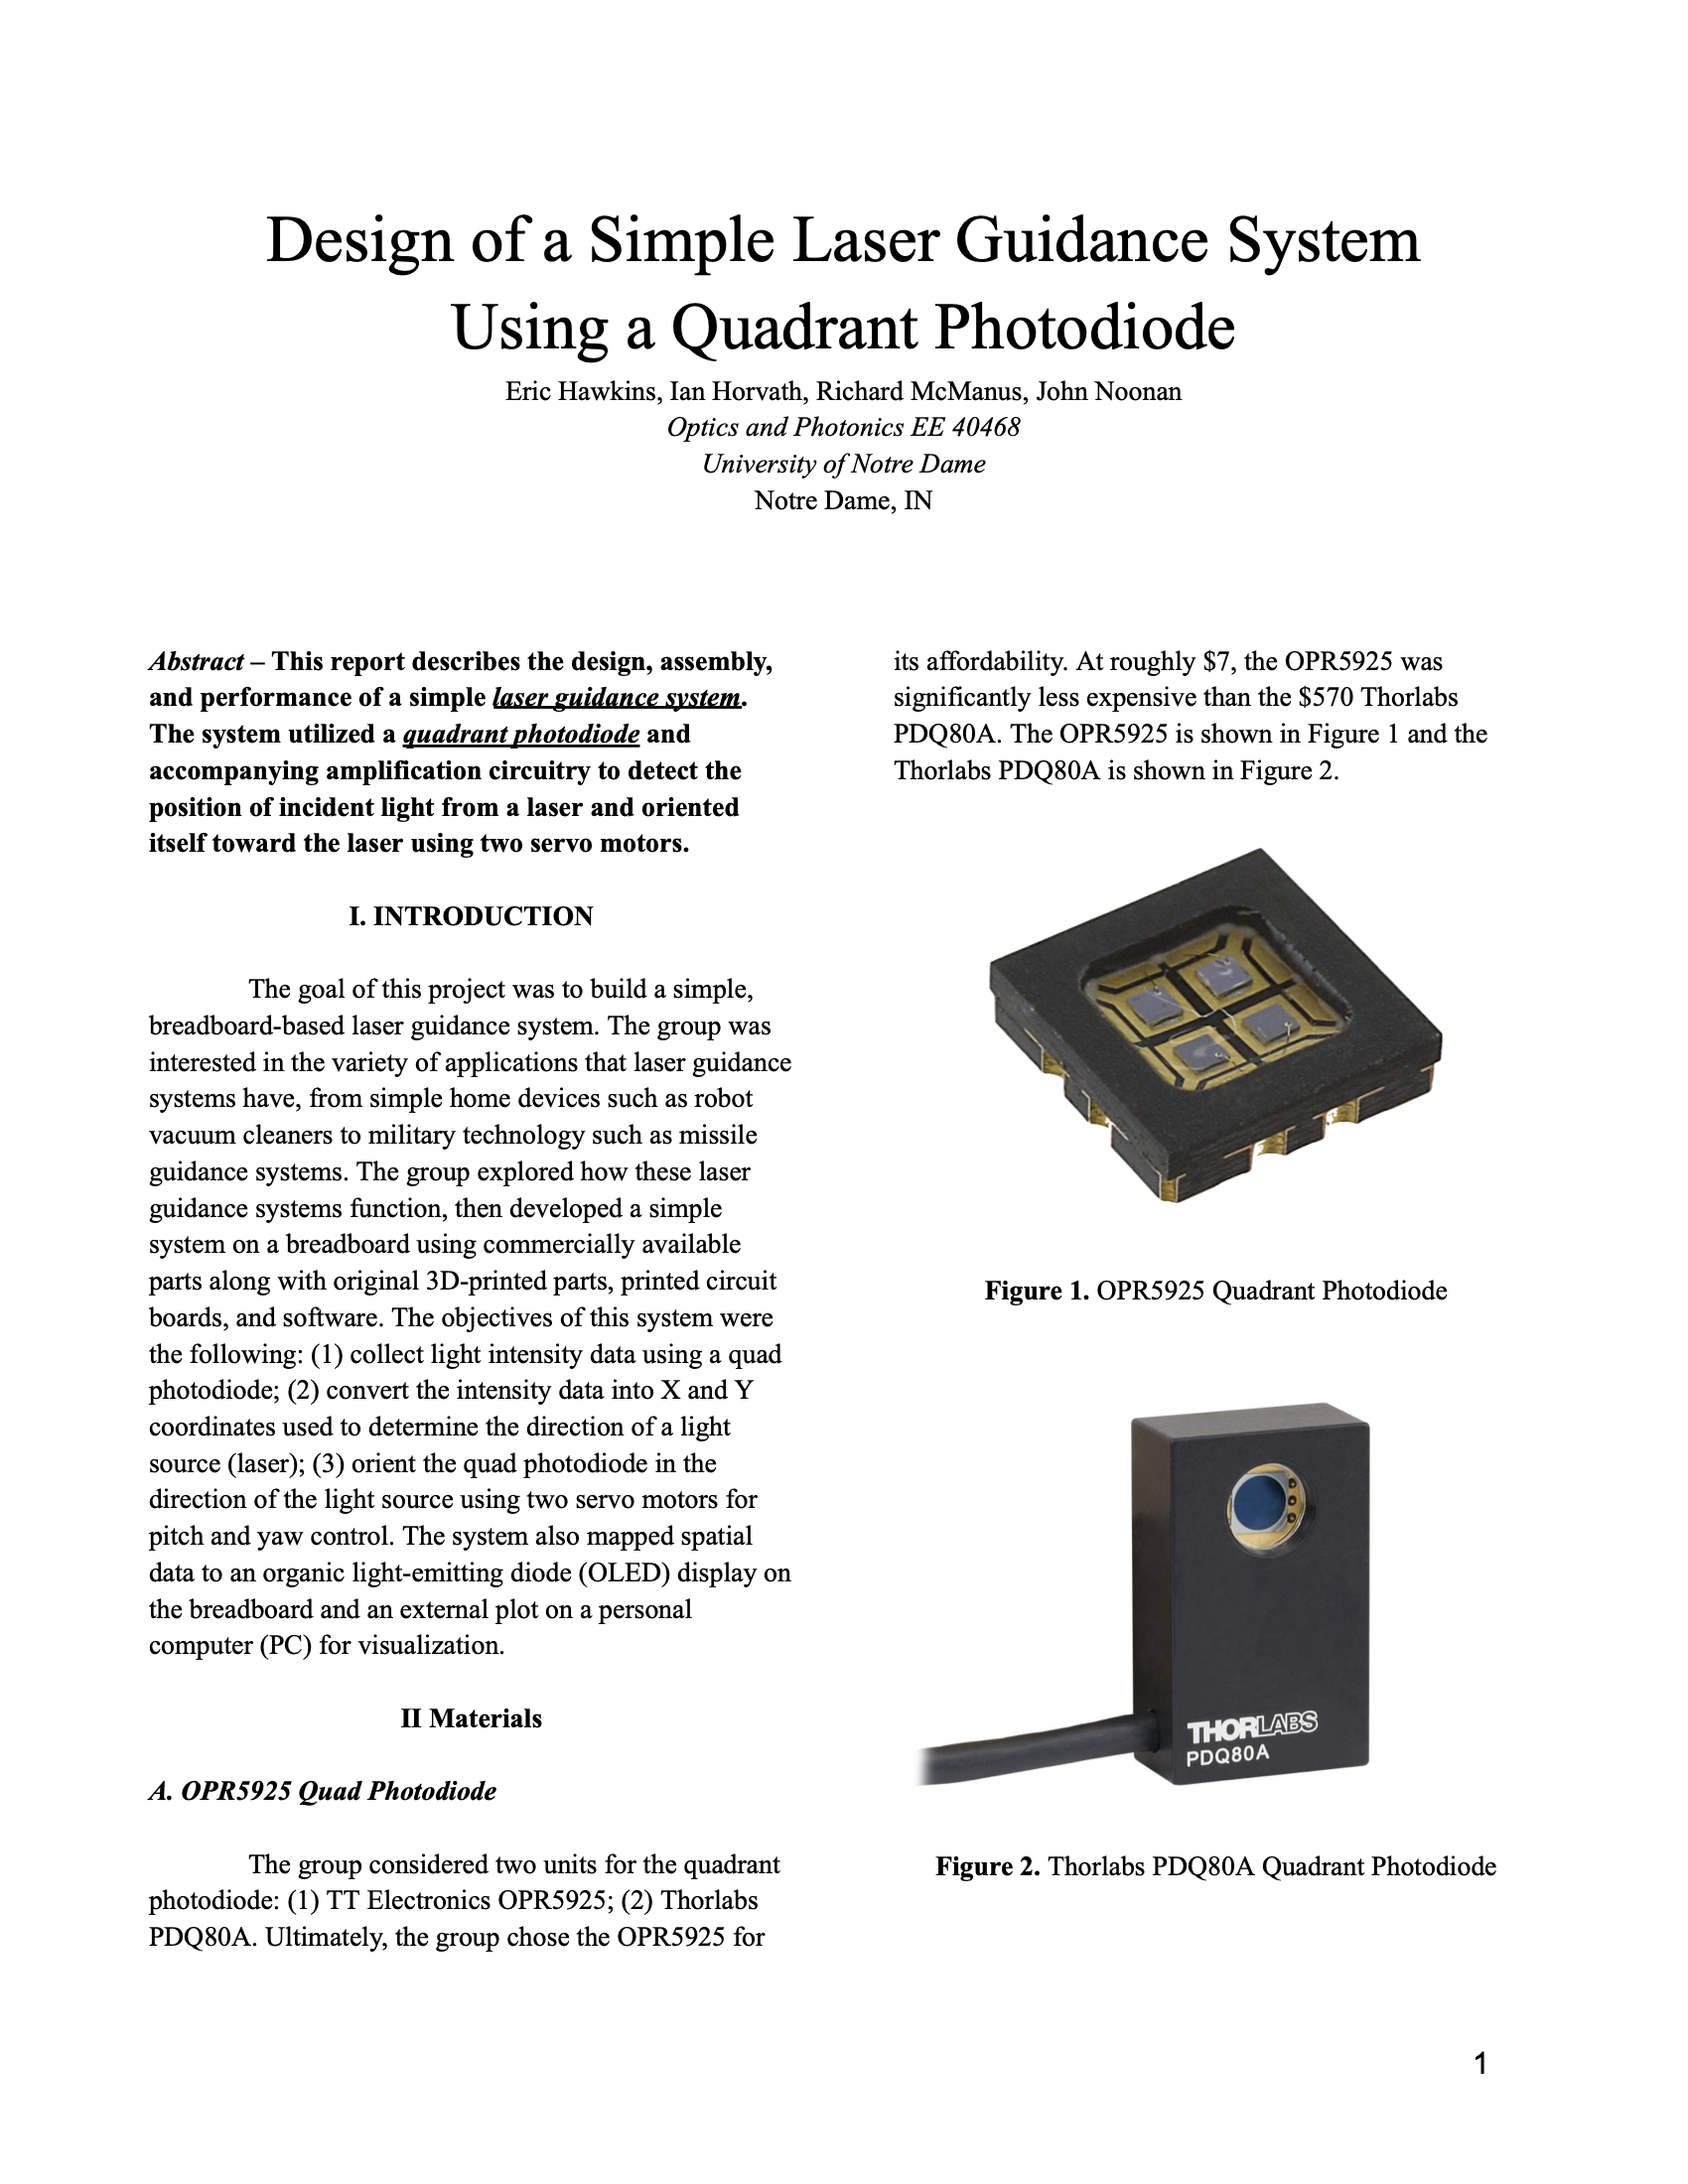 Design of a Simple Laser Guidance System
Using a Quadrant Photodiode
Eric Hawkins, Ian Horvath, Richard McManus, John Noonan
Optics and Photonics EE 40468
University of Notre Dame
Notre Dame, IN
Abstract – This report describes the design, assembly,
and performance of a simple laser guidance system.
The system utilized a quadrant photodiode and
accompanying amplification circuitry to detect the
position of incident light from a laser and oriented
itself toward the laser using two servo motors.
I. INTRODUCTION
The goal of this project was to build a simple,
breadboard-based laser guidance system. The group was
interested in the variety of applications that laser guidance
systems have, from simple home devices such as robot
vacuum cleaners to military technology such as missile
guidance systems. The group explored how these laser
guidance systems function, then developed a simple
system on a breadboard using commercially available
parts along with original 3D-printed parts, printed circuit
boards, and software. The objectives of this system were
the following: (1) collect light intensity data using a quad
photodiode; (2) convert the intensity data into X and Y
coordinates used to determine the direction of a light
source (laser); (3) orient the quad photodiode in the
direction of the light source using two servo motors for
pitch and yaw control. The system also mapped spatial
data to an organic light-emitting diode (OLED) display on
the breadboard and an external plot on a personal
computer (PC) for visualization.
II Materials
A. OPR5925 Quad Photodiode
The group considered two units for the quadrant
photodiode: (1) TT Electronics OPR5925; (2) Thorlabs
PDQ80A. Ultimately, the group chose the OPR5925 for
its affordability. At roughly $7, the OPR5925 was
significantly less expensive than the $570 Thorlabs
PDQ80A. The OPR5925 is shown in Figure 1 and the
Thorlabs PDQ80A is shown in Figure 2.
Figure 1. OPR5925 Quadrant Photodiode
THORLABS
PDQ80A
Figure 2. Thorlabs PDQ80A Quadrant Photodiode
1